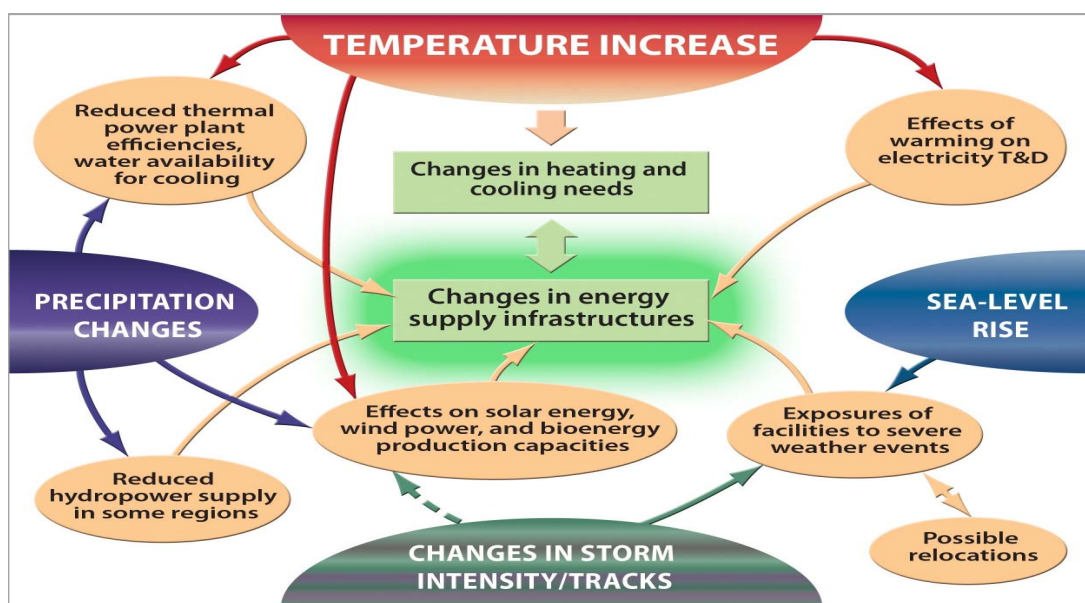 TEMPERATURE INCREASE
Reduced thermal
power plant
efficiencies,
water availability
for cooling
Effects of
warming on
electricity T&D
Changes in heating and
cooling needs
PRECIPITATION
CHANGES
Changes in energy
supply infrastructures
SEA-LEVEL
RISE
Effects on solar energy,
wind power, and bioenergy
production capacities
Exposures of
facilities to severe
weather events
Reduced
hydropower supply
in some regions
CHANGES IN STORM
INTENSITY/TRACKS
Possible
relocations